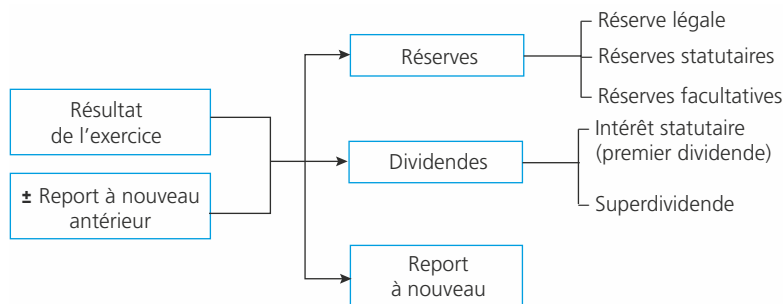 Résultat
de l'exercice
± Report à nouveau
antérieur
Réserves
Réserve légale
Réserves statutaires
Réserves facultatives
Dividendes
Intérêt statutaire
(premier dividende)
Superdividende
Report
à nouveau